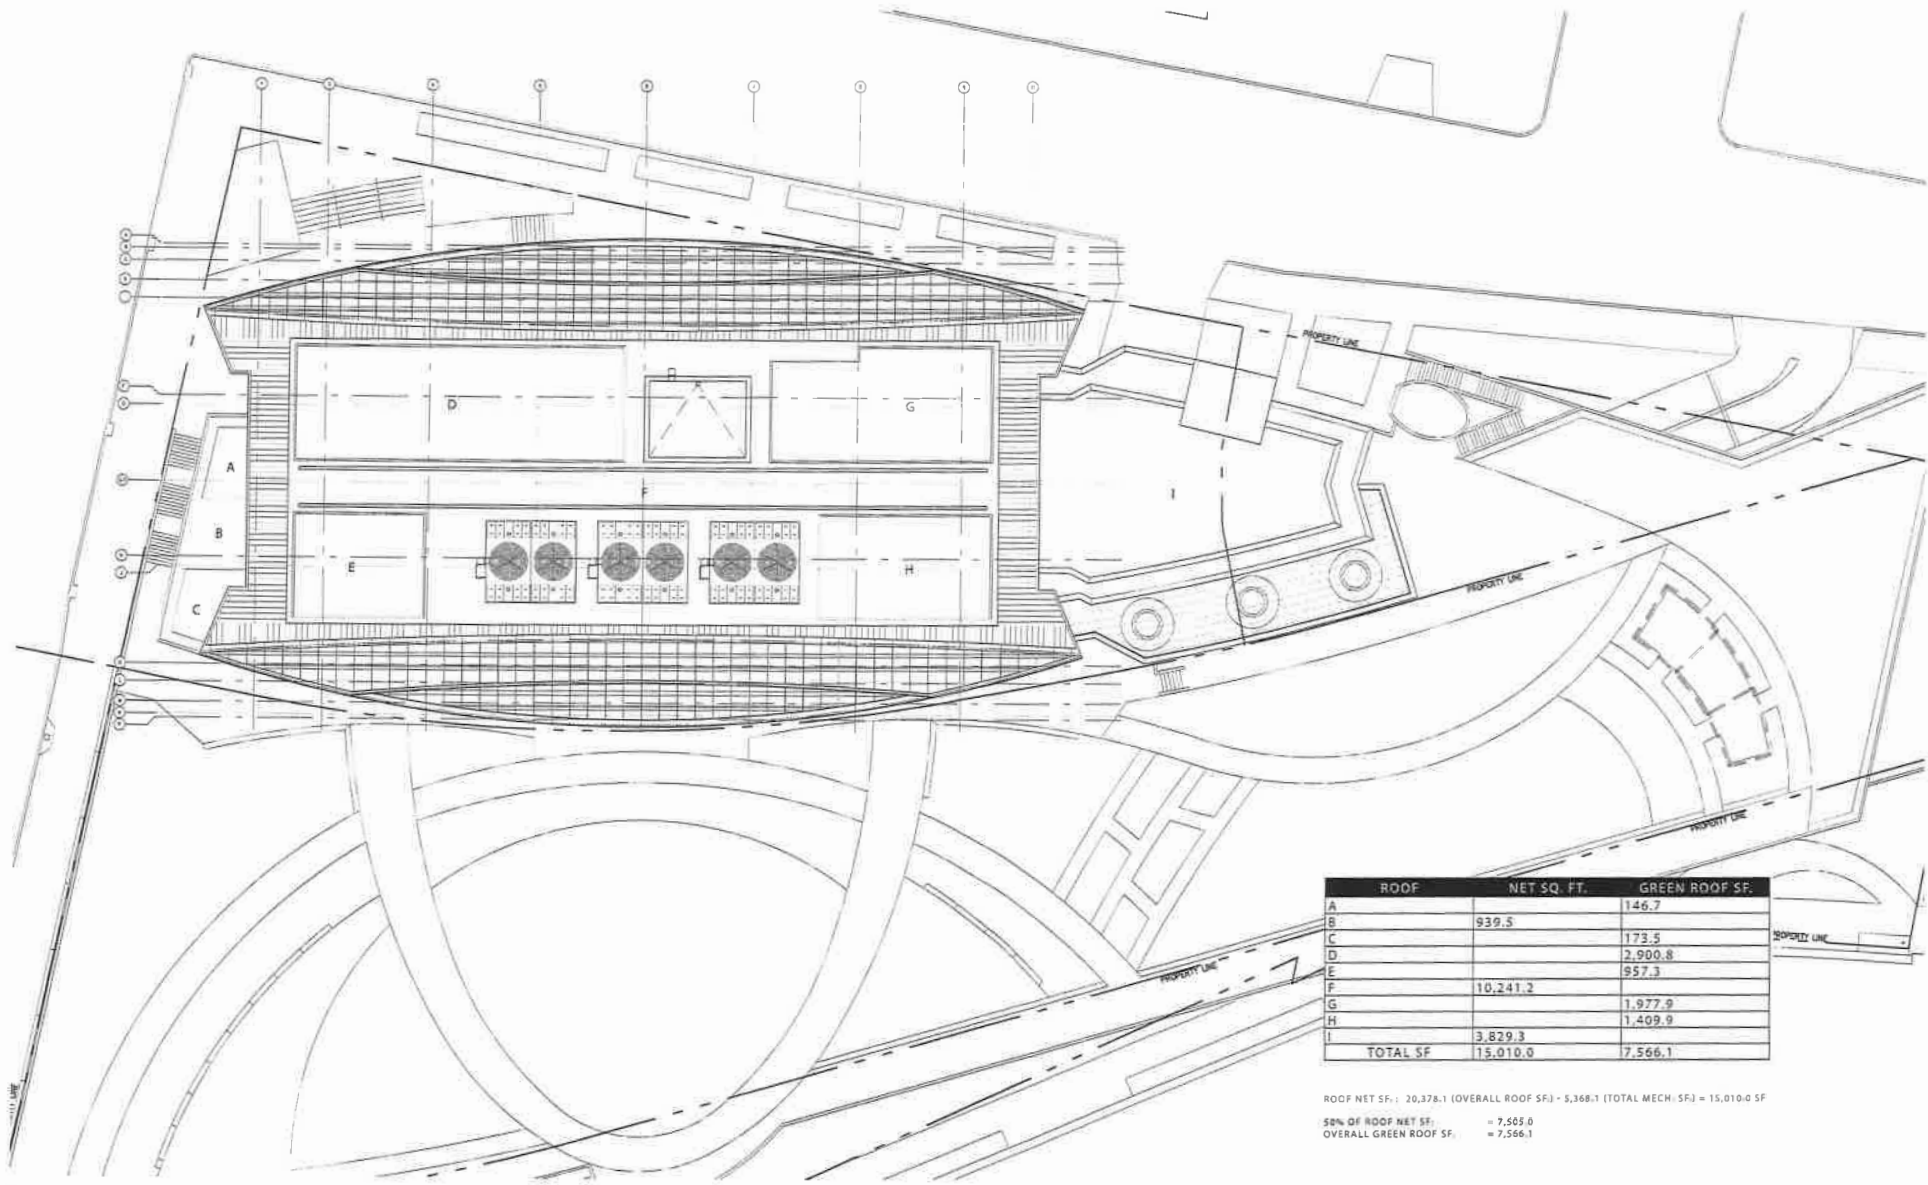 PROPERTY LINE
D
G
A
F
I
B
E
H
PROPERTY LINE
C
PROPERTY LINE
ROOF NET SQ. FT. GREEN ROOF SF.
A 146.7
B 939.5
C 173.5
D 2,900.8
E 957.3
F 10,241.2
G 1,977.9
H 1,409.9
I 3,829.3
TOTAL SF 15,010.0 7,566.1
PROPERTY LINE
PROPERTY LINE
ROOF NET SF.: 20,378.1 (OVERALL ROOF SF.) - 5,368.1 (TOTAL MECH. SF.) = 15,010.0 SF
50% OF ROOF NET SF: = 7,505.0
OVERALL GREEN ROOF SF. = 7,566.1